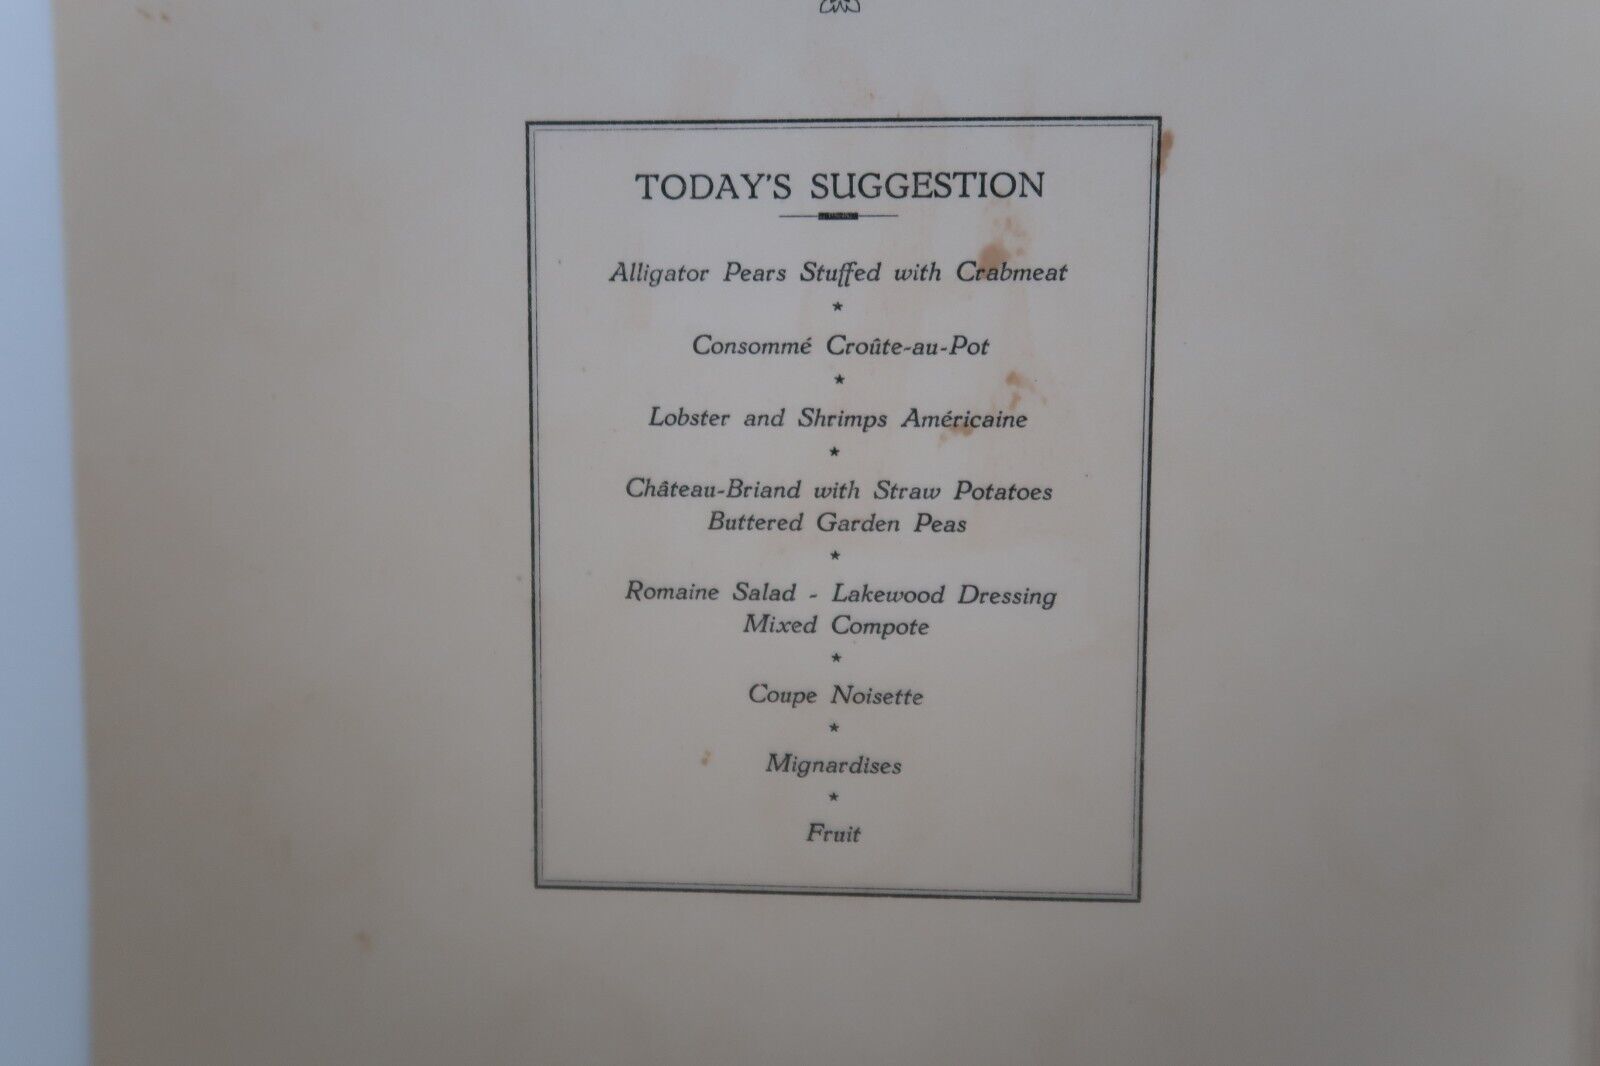 TODAY'S SUGGESTION
Alligator Pears Stuffed with Crabmeat
★
Consommé Croûte-au-Pot
★
Lobster and Shrimps Américaine
★
Château-Briand with Straw Potatoes
Buttered Garden Peas
★
Romaine Salad - Lakewood Dressing
Mixed Compote
★
Coupe Noisette
★
Mignardises
★
Fruit